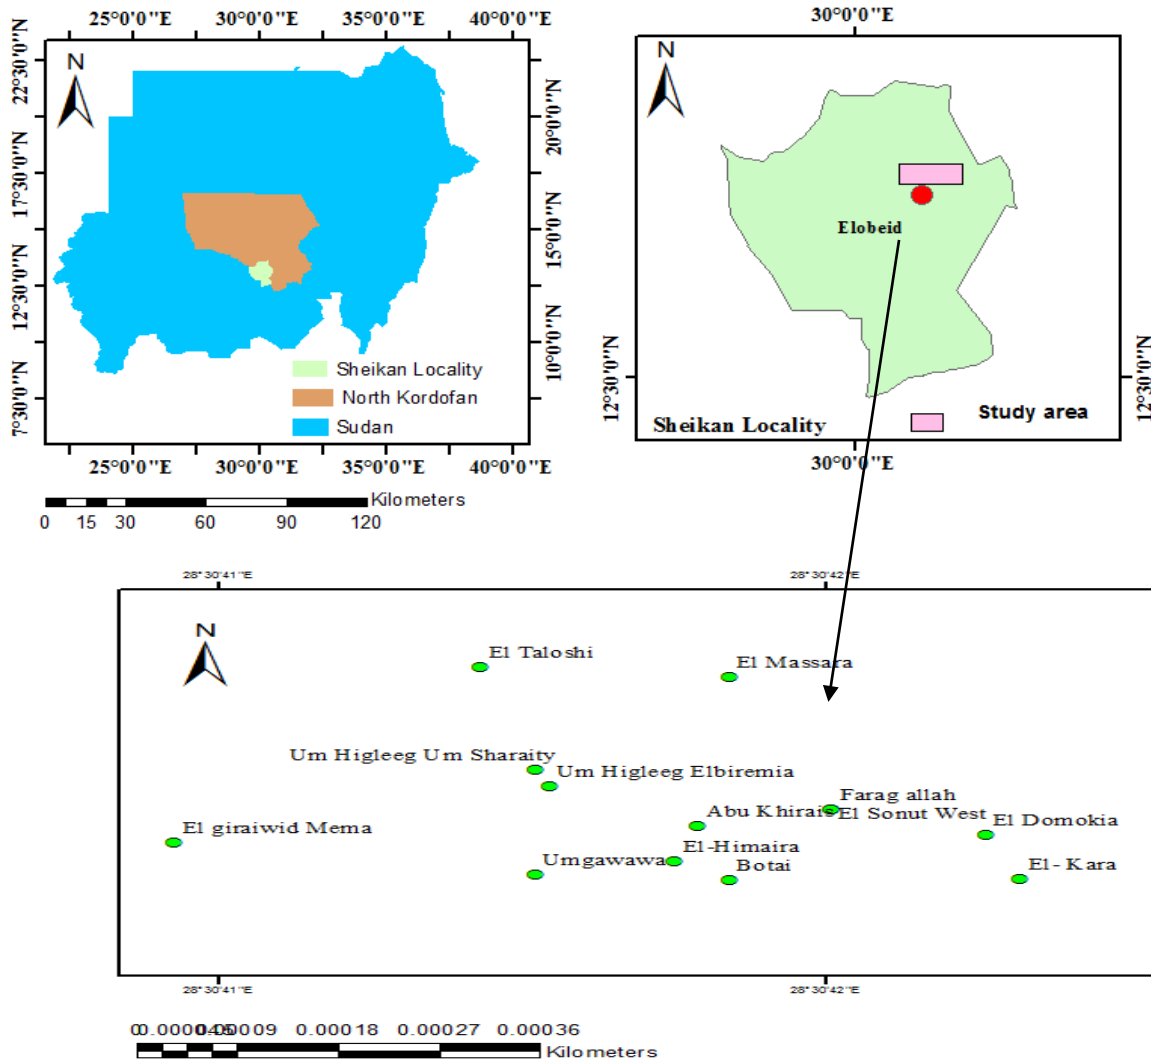 25°0'0"E 30°0'0"E 35°0'0"E 40°0'0"E
N
22°30'0"N
17°30'0"N
12°30'0"N
7°30'0"N
20°0'0"N
15°0'0"N
10°0'0"N
Sheikan Locality
North Kordofan
Sudan
25°0'0"E 30°0'0"E 35°0'0"E 40°0'0"E
Kilometers
0 15 30 60 90 120
30°0'0"E
N
Elobeid
12°30'0"N
12°30'0"N
Study area
Sheikan Locality
30°0'0"E
28°30'41"E 28°30'42"E
N
El Taloshi
El Massara
Um Higleeg Um Sharaity
Um Higleeg Elbiremia
Farag allah
Abu Khirais
El Sonut West
El Domokia
El giraiwid Mema
El-Himaira
Umgawawa
Botai
El- Kara
28°30'41"E 28°30'42"E
0.00018 0.00027 0.00036
Kilometers